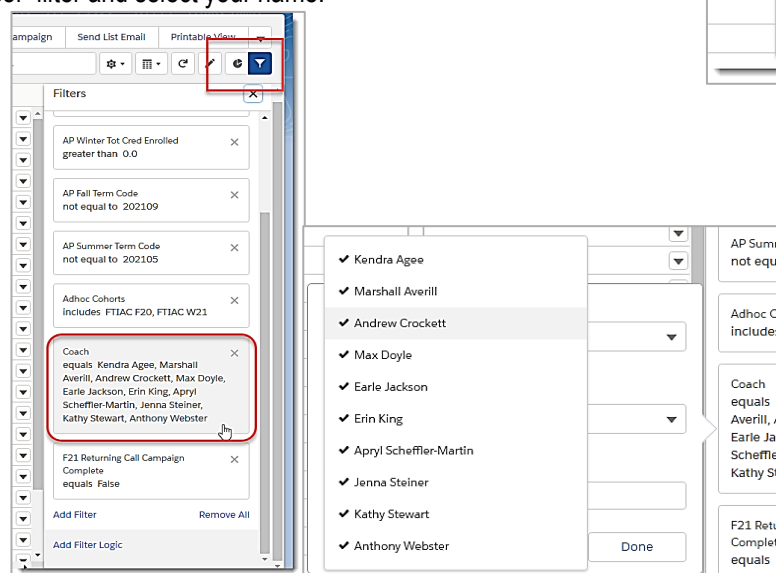 filter and select your name.
Send List Email
Printable View
Filters
AP Winter Tot Cred Enrolled
greater than 0.0
AP Fall Term Code
not equal to 202109
AP Summer Term Code
not equal to 202105
Adhoc Cohorts
includes FTIAC F20, FTIAC W21
Coach
equals Kendra Agee, Marshall
Averill, Andrew Crockett, Max Doyle,
Earle Jackson, Erin King, Apryl
Scheffler-Martin, Jenna Steiner,
Kathy Stewart, Anthony Webster
F21 Returning Call Campaign
Complete
equals False
Add Filter
Remove All
Add Filter Logic
Kendra Agee
Marshall Averill
Andrew Crockett
Max Doyle
Earle Jackson
Erin King
Apryl Scheffler-Martin
Jenna Steiner
Kathy Stewart
Anthony Webster
Done
AP Sum
not equ
Adhoc C
include
Coach
equals
Averill, 
Earle Ja
Scheffle
Kathy St
F21 Retu
Complet
equals